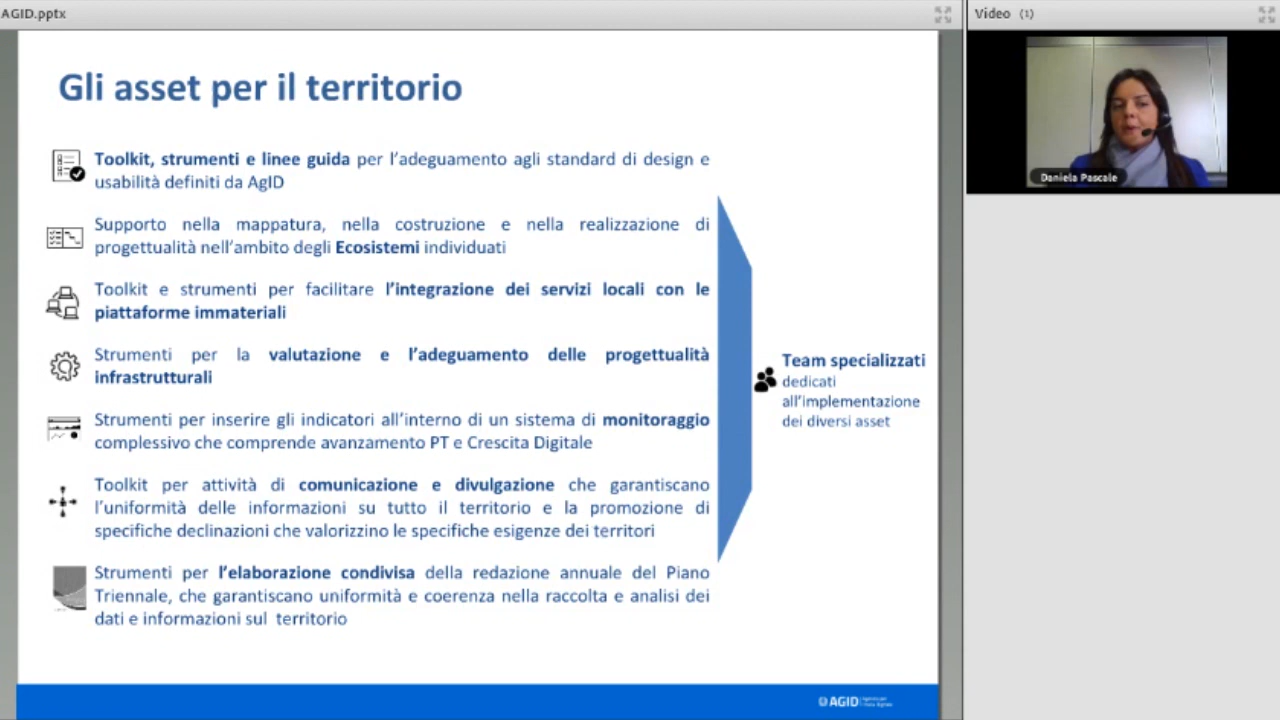 AGID.pptx
Video (1)
Daniela Pascale
Gli asset per il territorio
Toolkit, strumenti e linee guida per l'adeguamento agli standard di design e
usabilità definiti da AgID
Supporto nella mappatura, nella costruzione e nella realizzazione di
progettualità nell'ambito degli Ecosistemi individuati
Toolkit e strumenti per facilitare l'integrazione dei servizi locali con le
piattaforme immateriali
Strumenti per la valutazione e l'adeguamento delle progettualità
infrastrutturali
Strumenti per inserire gli indicatori all'interno di un sistema di monitoraggio
complessivo che comprende avanzamento PT e Crescita Digitale
Toolkit per attività di comunicazione e divulgazione che garantiscano
l'uniformità delle informazioni su tutto il territorio e la promozione di
specifiche declinazioni che valorizzino le specifiche esigenze dei territori
Strumenti per l'elaborazione condivisa della redazione annuale del Piano
Triennale, che garantiscano uniformità e coerenza nella raccolta e analisi dei
dati e informazioni sul territorio
Team specializzati
dedicati
all'implementazione
dei diversi asset
AGID